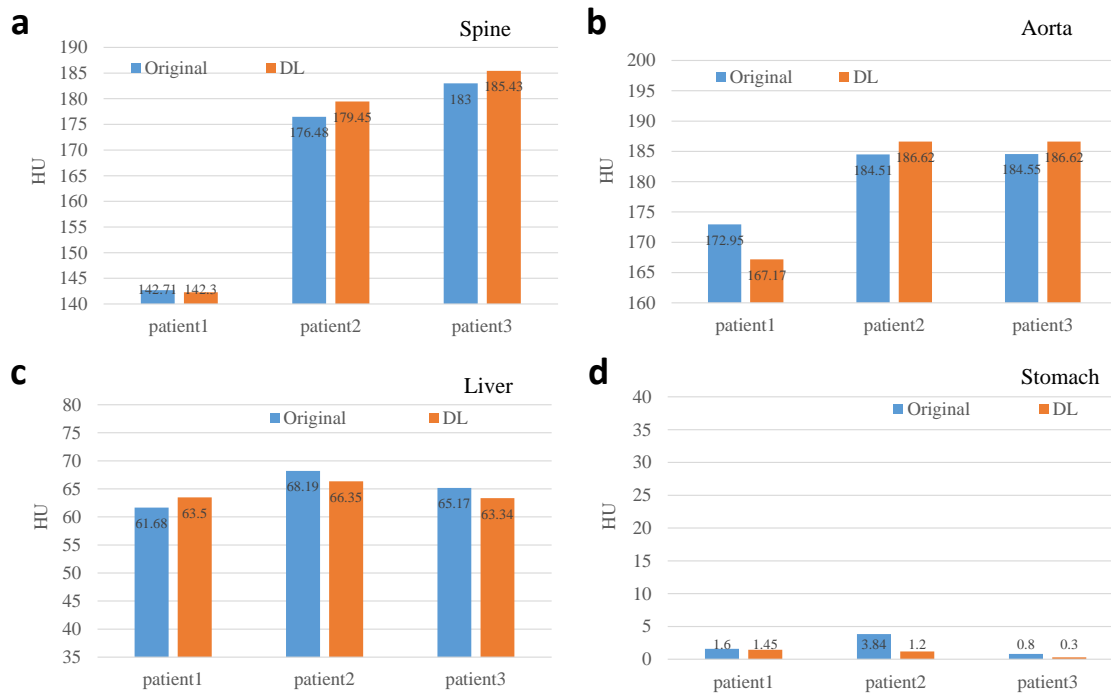 a
Spine
Original DL
190
185
180
175
170
165
160
155
150
145
140
HU
142.71 142.3
176.48 179.45
183 185.43
patient1 patient2 patient3
b
Aorta
Original DL
200
195
190
185
180
175
170
165
160
HU
172.95 167.17
184.51 186.62
184.55 186.62
patient1 patient2 patient3
c
Liver
Original DL
80
75
70
65
60
55
50
45
40
35
HU
61.68 63.5
68.19 66.35
65.17 63.34
patient1 patient2 patient3
d
Stomach
Original DL
40
35
30
25
20
15
10
5
0
HU
1.6 1.45
3.84 1.2
0.8 0.3
patient1 patient2 patient3